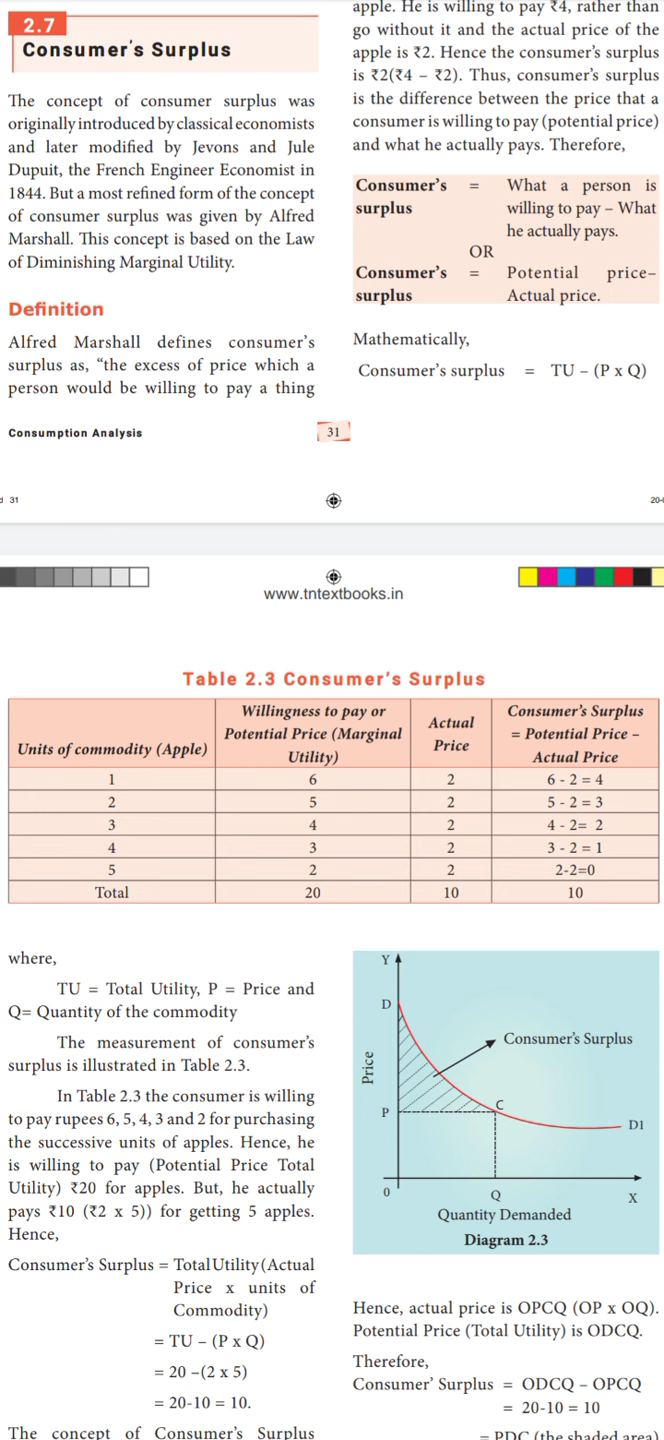 2.7
Consumer's Surplus
The concept of consumer surplus was
originally introduced by classical economists
and later modified by Jevons and Jule
Dupuit, the French Engineer Economist in
1844. But a most refined form of the concept
of consumer surplus was given by Alfred
Marshall. This concept is based on the Law
of Diminishing Marginal Utility.
Definition
Alfred Marshall defines consumer's
surplus as, “the excess of price which a
person would be willing to pay a thing
apple. He is willing to pay ₹4, rather than
go without it and the actual price of the
apple is ₹2. Hence the consumer's surplus
is ₹2(₹4 – ₹2). Thus, consumer's surplus
is the difference between the price that a
consumer is willing to pay (potential price)
and what he actually pays. Therefore,
Consumer's = What a person is
surplus willing to pay – What
he actually pays.
OR
Consumer's = Potential price–
surplus Actual price.
Mathematically,
Consumer's surplus = TU – (P x Q)
Consumption Analysis
31
31
20-
www.tntextbooks.in
Table 2.3 Consumer's Surplus
Units of commodity (Apple) | Willingness to pay or Potential Price (Marginal Utility) | Actual Price | Consumer's Surplus = Potential Price – Actual Price
1 6 2 6 - 2 = 4
2 5 2 5 - 2 = 3
3 4 2 4 - 2= 2
4 3 2 3 - 2 = 1
5 2 2 2-2=0
Total 20 10 10
where,
TU = Total Utility, P = Price and
Q= Quantity of the commodity
The measurement of consumer's
surplus is illustrated in Table 2.3.
In Table 2.3 the consumer is willing
to pay rupees 6, 5, 4, 3 and 2 for purchasing
the successive units of apples. Hence, he
is willing to pay (Potential Price Total
Utility) ₹20 for apples. But, he actually
pays ₹10 (₹2 x 5)) for getting 5 apples.
Hence,
Consumer's Surplus = Total Utility (Actual
Price x units of
Commodity)
= TU – (P x Q)
= 20 –(2 x 5)
= 20-10 = 10.
The concept of Consumer's Surplus
Y
D
Consumer's Surplus
Price
P
C
D1
0
Q
X
Quantity Demanded
Diagram 2.3
Hence, actual price is OPCQ (OP x OQ).
Potential Price (Total Utility) is ODCQ.
Therefore,
Consumer' Surplus = ODCQ – OPCQ
= 20-10 = 10
= PDC (the shaded area)